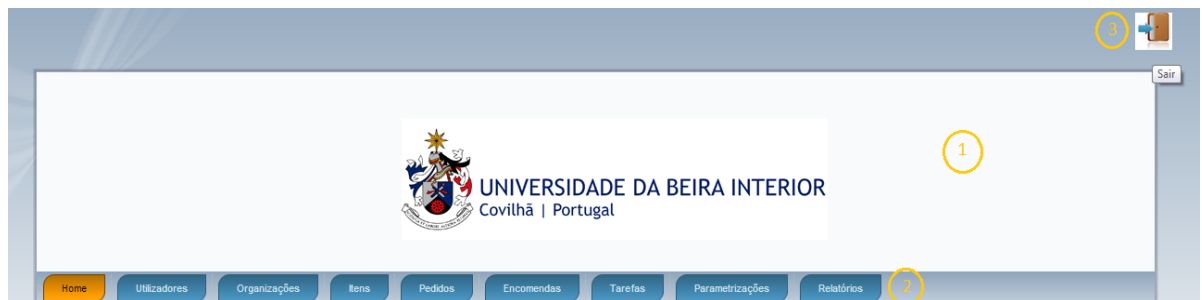 3
Sair
1
UNIVERSIDADE DA BEIRA INTERIOR
Covilhã | Portugal
Home Utilizadores Organizações Itens Pedidos Encomendas Tarefas Parametrizações Relatórios 2